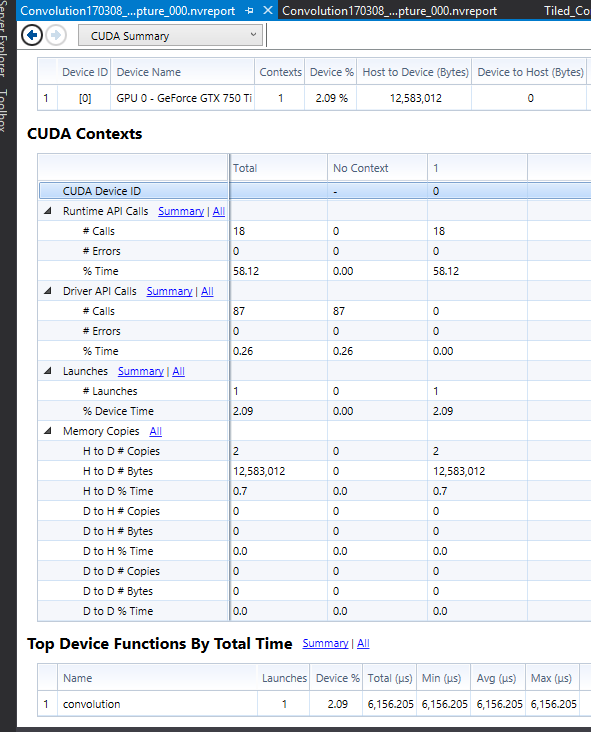 Convolution170308_...pture_000.nvreport Convolution170308_...pture_000.nvreport Tiled_Co
Server Explorer
Toolbox
CUDA Summary
Device ID Device Name Contexts Device % Host to Device (Bytes) Device to Host (Bytes)
1 [0] GPU 0 - GeForce GTX 750 Ti 1 2.09 % 12,583,012 0
CUDA Contexts
Total No Context 1
CUDA Device ID - 0
Runtime API Calls Summary | All
# Calls 18 0 18
# Errors 0 0 0
% Time 58.12 0.00 58.12
Driver API Calls Summary | All
# Calls 87 87 0
# Errors 0 0 0
% Time 0.26 0.26 0.00
Launches Summary | All
# Launches 1 0 1
% Device Time 2.09 0.00 2.09
Memory Copies All
H to D # Copies 2 0 2
H to D # Bytes 12,583,012 0 12,583,012
H to D % Time 0.7 0.0 0.7
D to H # Copies 0 0 0
D to H # Bytes 0 0 0
D to H % Time 0.0 0.0 0.0
D to D # Copies 0 0 0
D to D # Bytes 0 0 0
D to D % Time 0.0 0.0 0.0
Top Device Functions By Total Time Summary | All
Name Launches Device % Total (µs) Min (µs) Avg (µs) Max (µs)
1 convolution 1 2.09 6,156.205 6,156.205 6,156.205 6,156.205